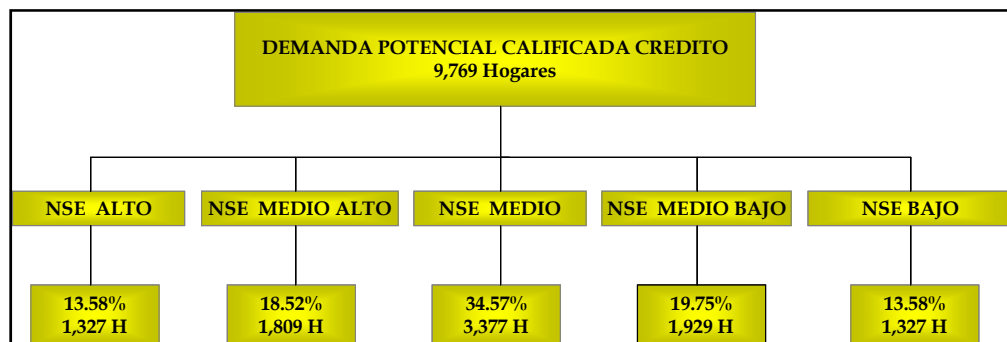 DEMANDA POTENCIAL CALIFICADA CREDITO
9,769 Hogares
NSE ALTO
NSE MEDIO ALTO
NSE MEDIO
NSE MEDIO BAJO
NSE BAJO
13.58%
1,327 H
18.52%
1,809 H
34.57%
3,377 H
19.75%
1,929 H
13.58%
1,327 H